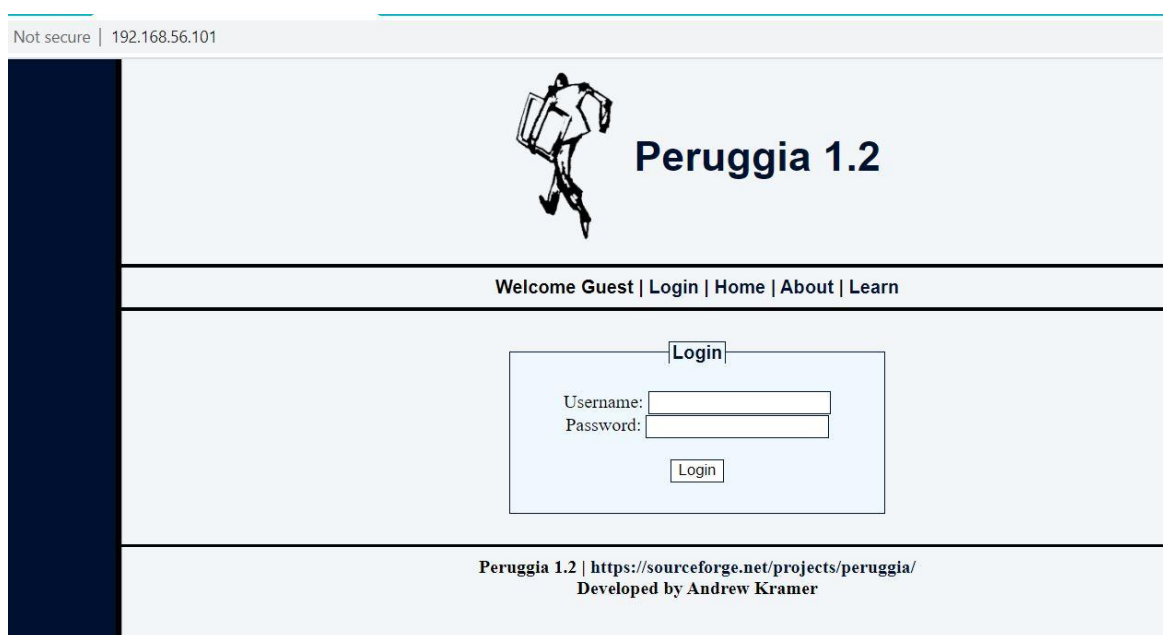 Not secure | 192.168.56.101
Peruggia 1.2
Welcome Guest | Login | Home | About | Learn
Login
Username:
Password:
Login
Peruggia 1.2 | https://sourceforge.net/projects/peruggia/
Developed by Andrew Kramer